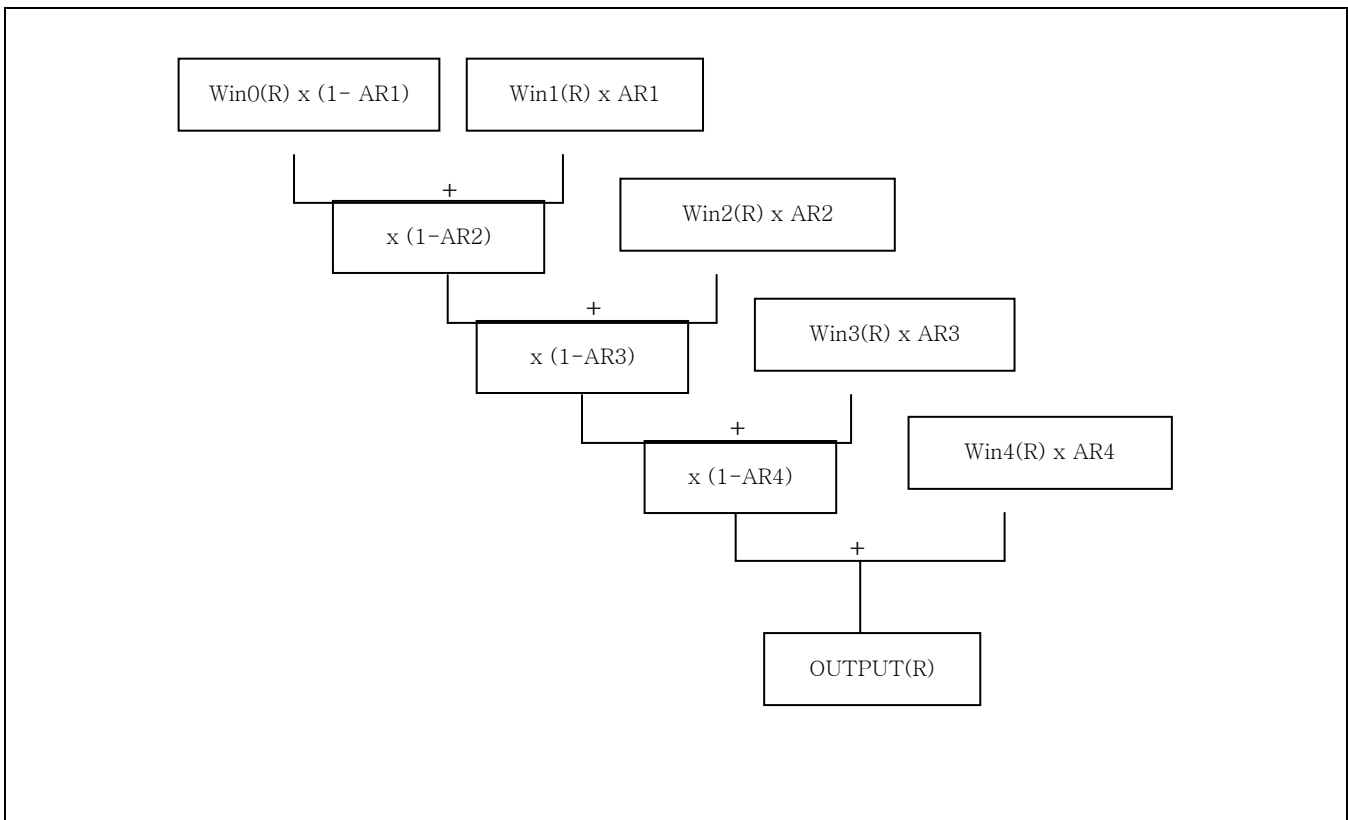 Win0(R) x (1- AR1)
Win1(R) x AR1
+
x (1-AR2)
Win2(R) x AR2
+
x (1-AR3)
Win3(R) x AR3
+
x (1-AR4)
Win4(R) x AR4
+
OUTPUT(R)